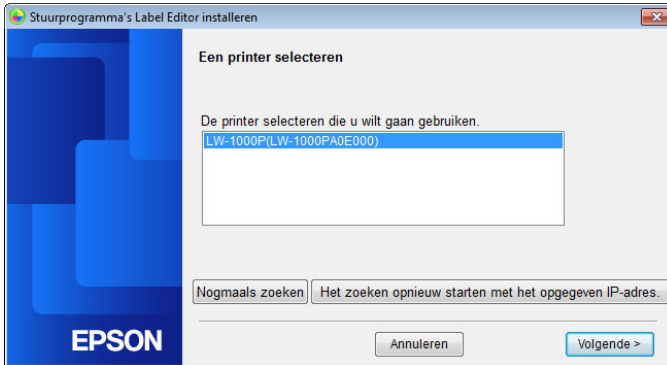 Stuurprogramma's Label Editor installeren
Een printer selecteren
De printer selecteren die u wilt gaan gebruiken.
LW-1000P(LW-1000PA0E000)
Nogmaals zoeken Het zoeken opnieuw starten met het opgegeven IP-adres.
EPSON
Annuleren Volgende >